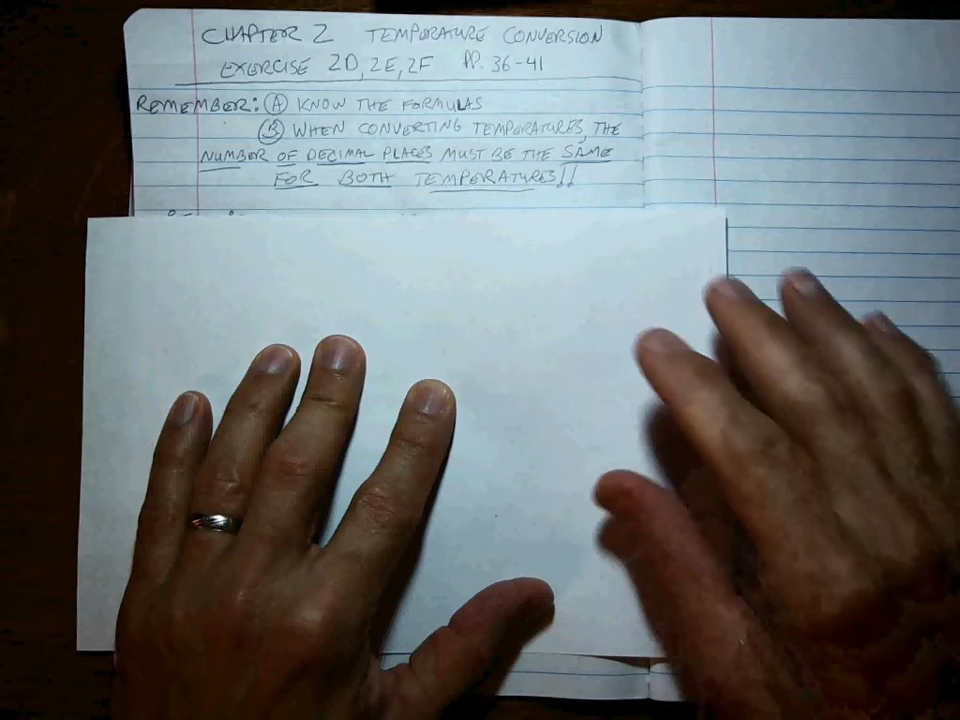 CHAPTER 2 TEMPERATURE CONVERSION
EXERCISE 2D, 2E, 2F PP. 36-41
REMEMBER: (A) KNOW THE FORMULAS
(B) WHEN CONVERTING TEMPERATURES, THE
NUMBER OF DECIMAL PLACES MUST BE THE SAME
FOR BOTH TEMPERATURES!!